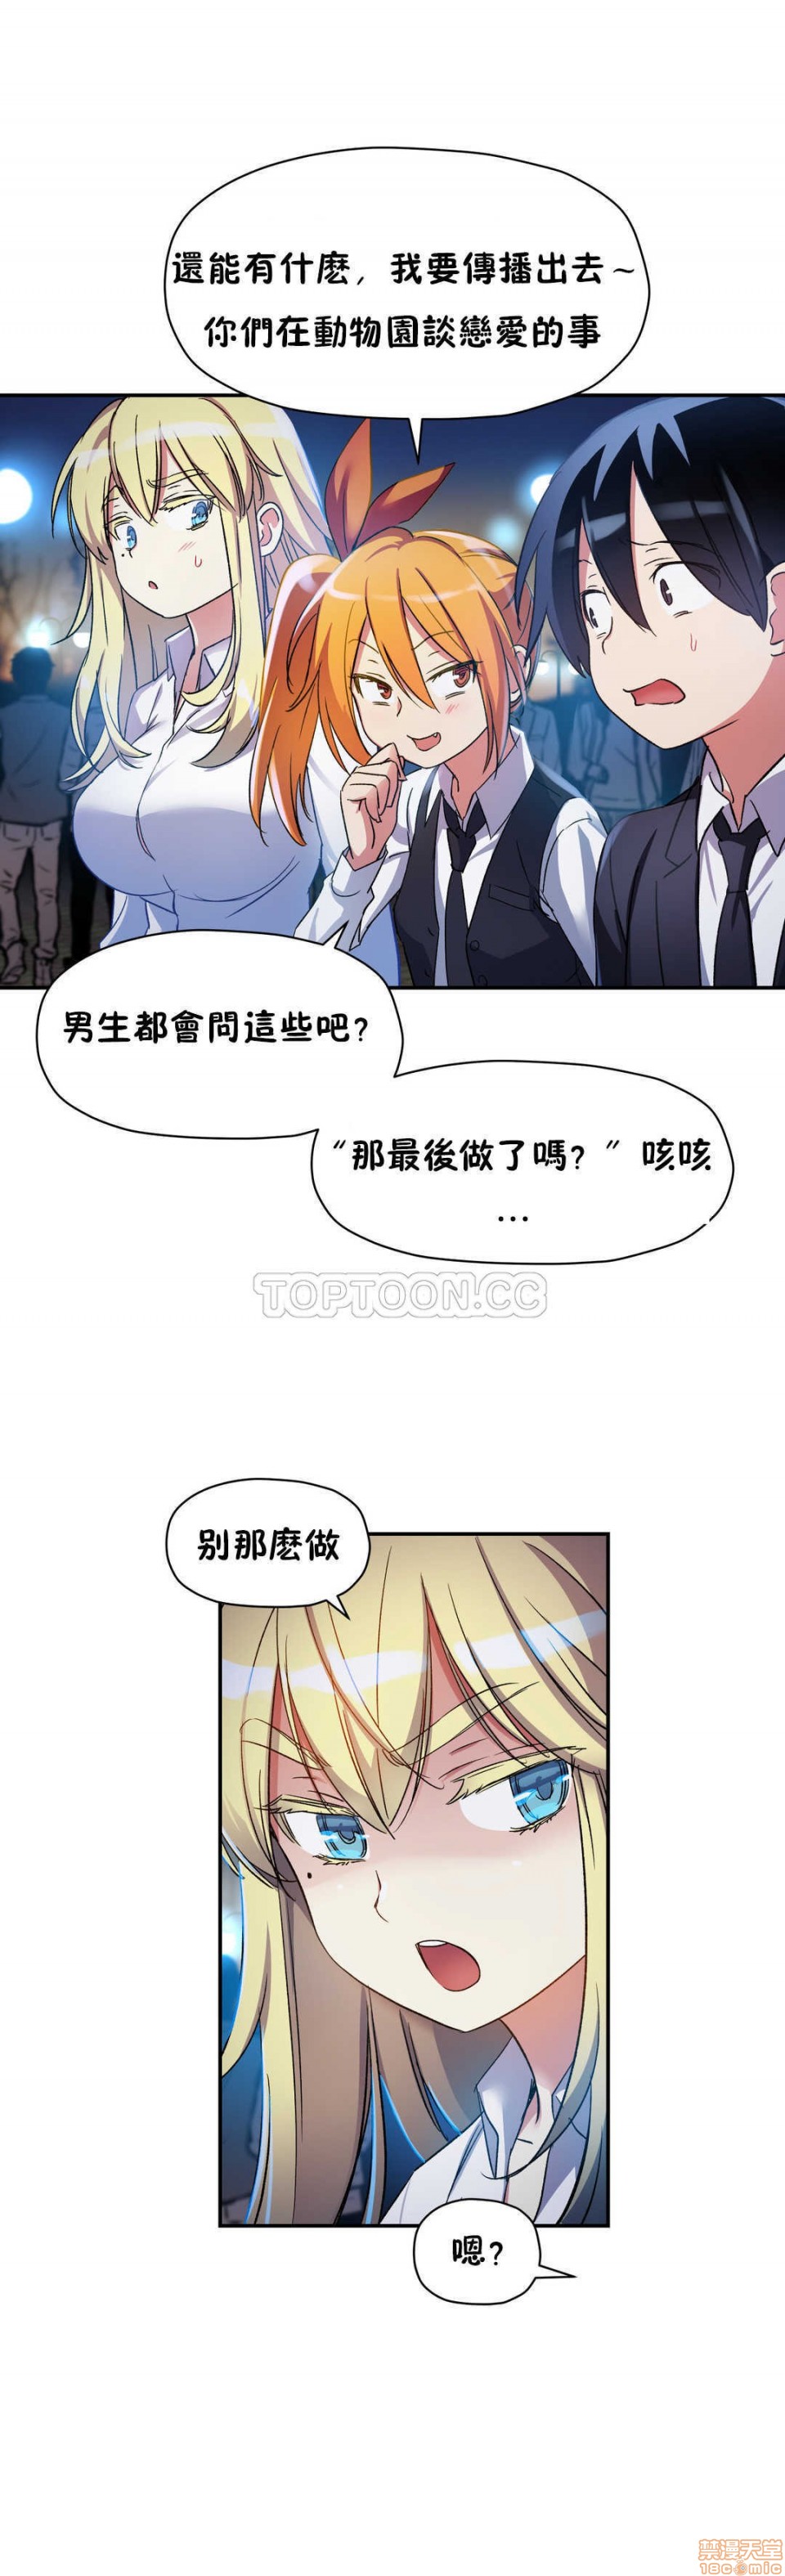 還能有什麽，我要傳播出去～
你們在動物園談戀愛的事
男生都會問這些吧？
“那最後做了嗎？”咳咳
...
TOPTOON.CC
别那麽做
嗯？
禁漫天堂
18comic